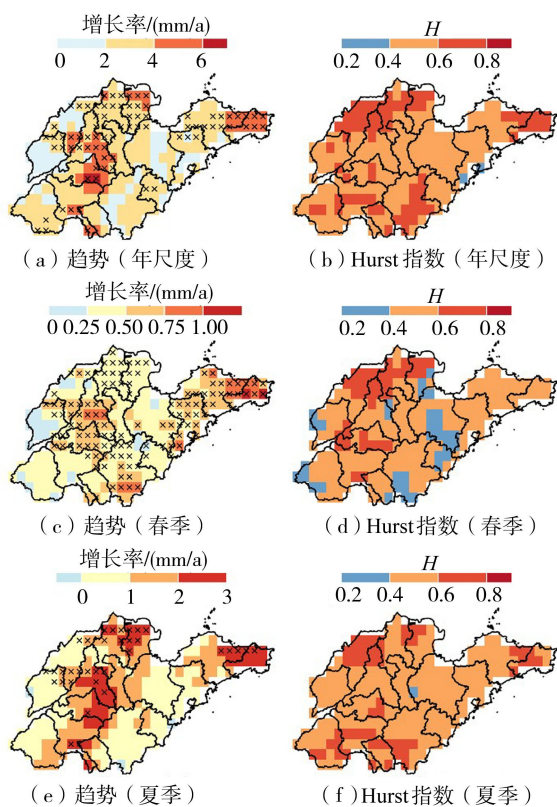 增长率/(mm/a)
0 2 4 6
H
0.2 0.4 0.6 0.8
(a)趋势(年尺度)
(b)Hurst指数(年尺度)
增长率/(mm/a)
0 0.25 0.50 0.75 1.00
H
0.2 0.4 0.6 0.8
(c)趋势(春季)
(d)Hurst指数(春季)
增长率/(mm/a)
0 1 2 3
H
0.2 0.4 0.6 0.8
(e)趋势(夏季)
(f)Hurst指数(夏季)